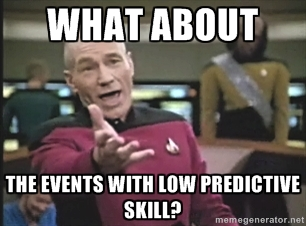 WHAT ABOUT
THE EVENTS WITH LOW PREDICTIVE
SKILL?
memegenerator.net